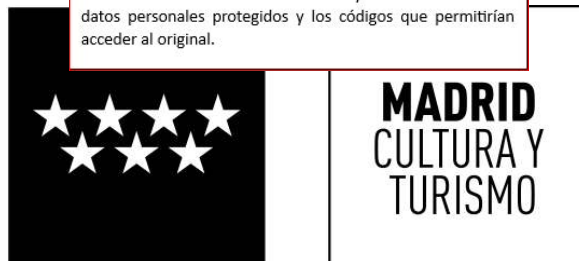 datos personales protegidos y los códigos que permitirían
acceder al original.
MADRID
CULTURA Y
TURISMO